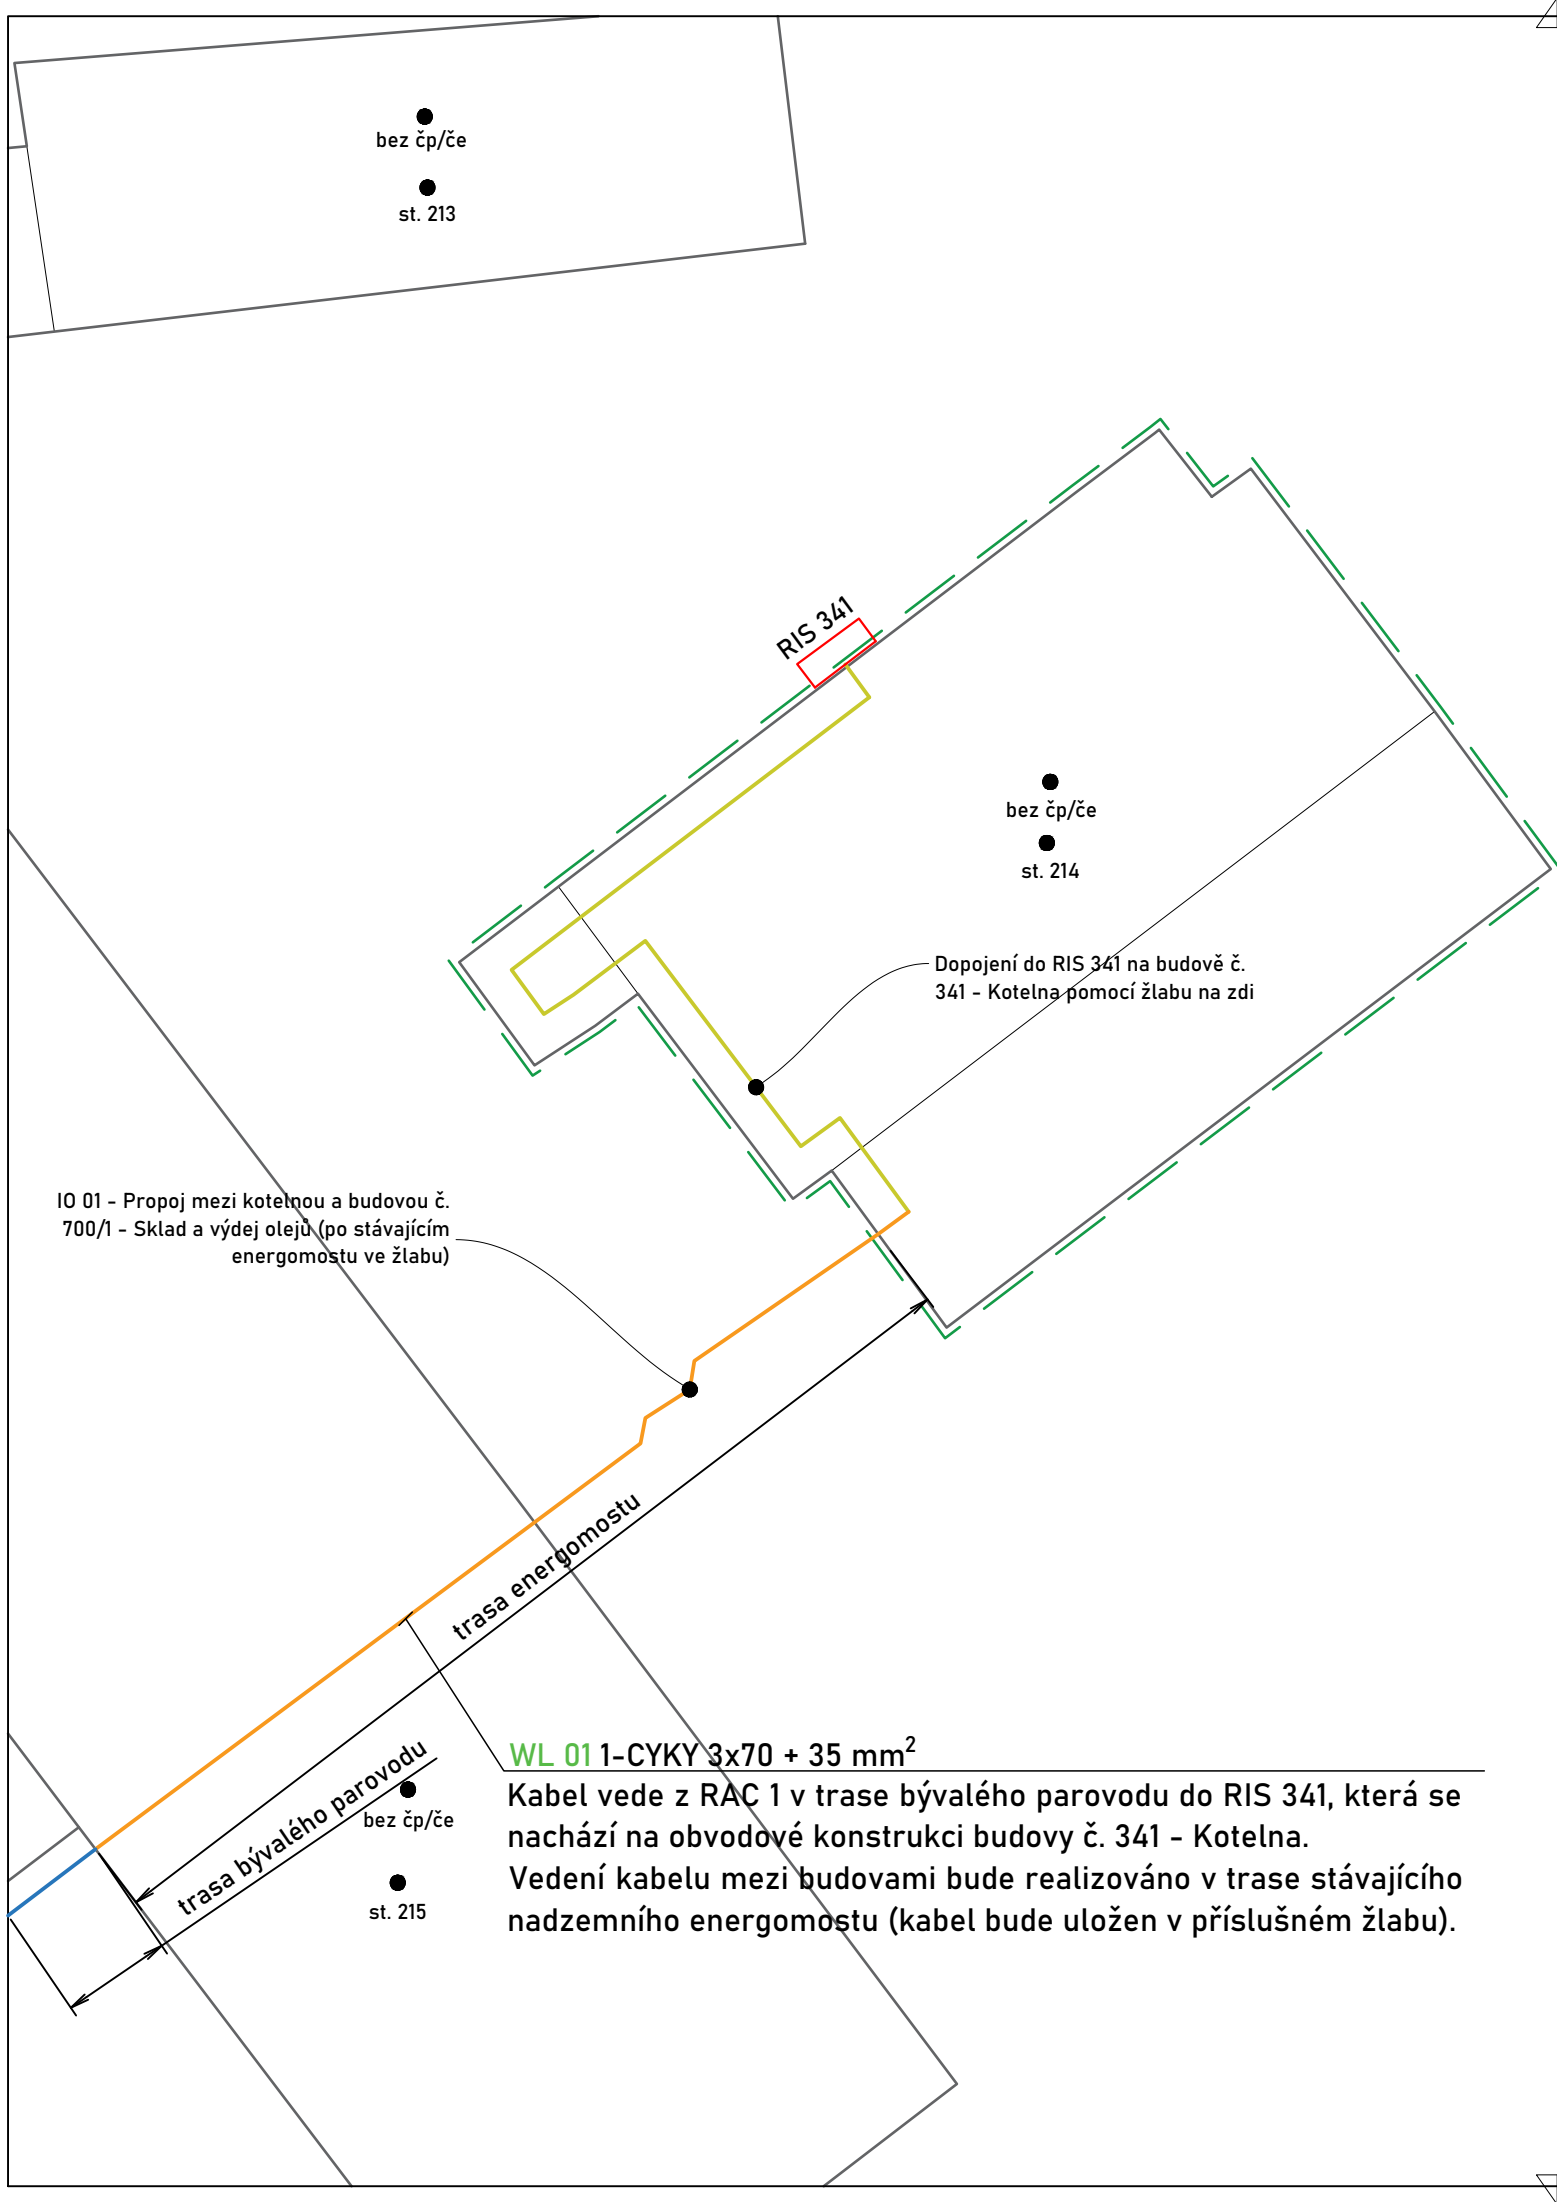 bez čp/če
st. 213
RIS 341
bez čp/če
st. 214
Dopojení do RIS 341 na budově č.
341 - Kotelna pomocí žlabu na zdi
IO 01 - Propoj mezi kotelnou a budovou č.
700/1 - Sklad a výdej olejů (po stávajícím
energomostu ve žlabu)
trasa energomostu
trasa bývalého parovodu
bez čp/če
st. 215
WL 01 1-CYKY 3x70 + 35 mm²
Kabel vede z RAC 1 v trase bývalého parovodu do RIS 341, která se
nachází na obvodové konstrukci budovy č. 341 - Kotelna.
Vedení kabelu mezi budovami bude realizováno v trase stávajícího
nadzemního energomostu (kabel bude uložen v příslušném žlabu).